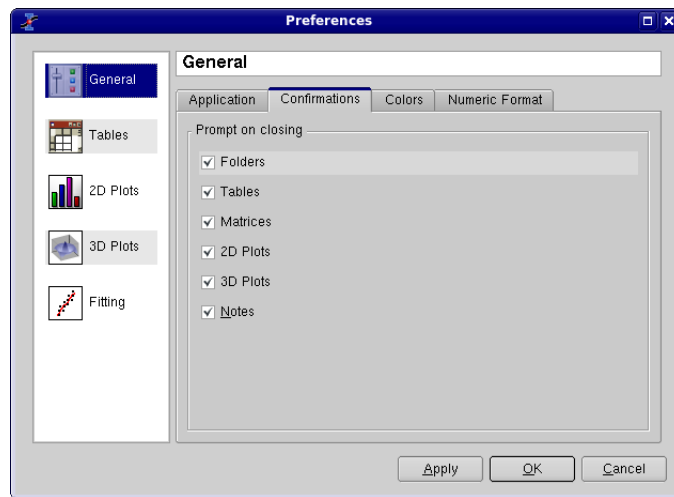 Preferences
General
Tables
2D Plots
3D Plots
Fitting
General
Application Confirmations Colors Numeric Format
Prompt on closing
Folders
Tables
Matrices
2D Plots
3D Plots
Notes
Apply OK Cancel